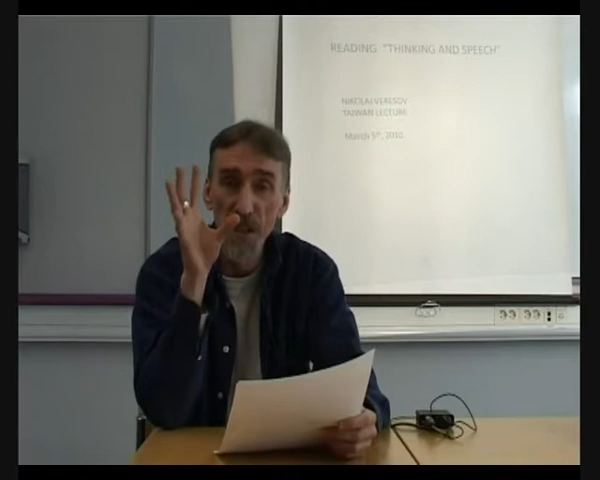 READING "THINKING AND SPEECH"
NIKOLAI VERESOV
TAIWAN LECTURE
March 5th, 2010